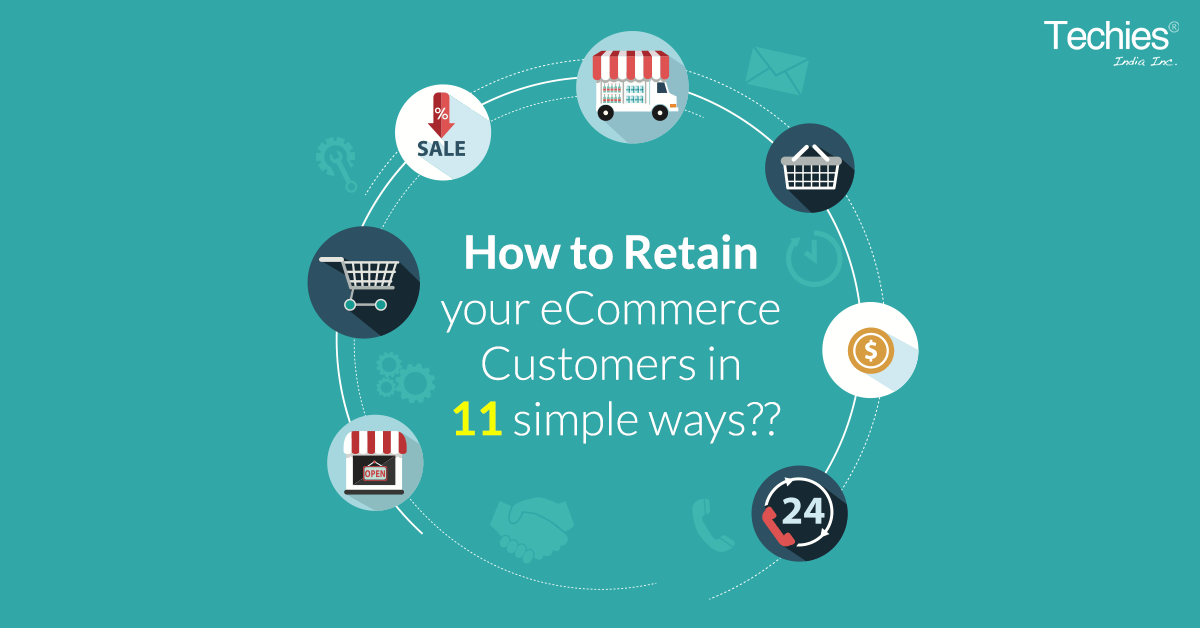 Techies®
India Inc.
%
SALE
How to Retain
your eCommerce
Customers in
11 simple ways??
$
OPEN
24